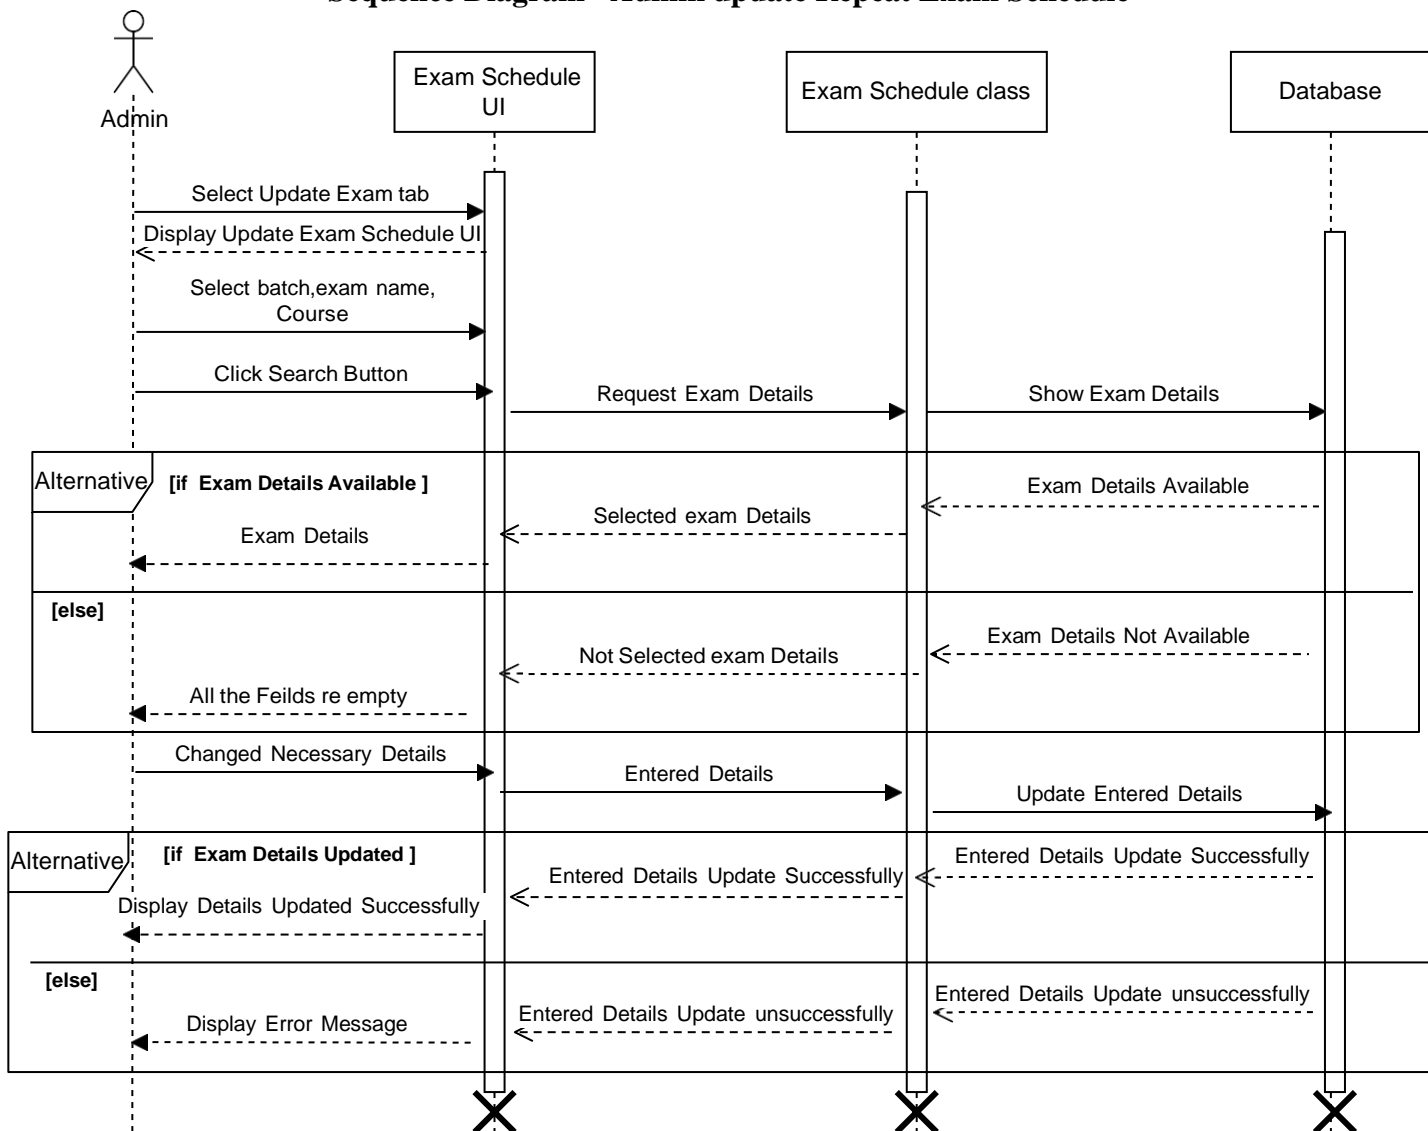 Sequence Diagram - Admin update Repeat Exam Schedule
Admin
Exam Schedule
UI
Exam Schedule class
Database
Select Update Exam tab
Display Update Exam Schedule UI
Select batch,exam name,
Course
Click Search Button
Request Exam Details
Show Exam Details
Alternative
[if Exam Details Available ]
Exam Details Available
Selected exam Details
Exam Details
[else]
Exam Details Not Available
Not Selected exam Details
All the Feilds re empty
Changed Necessary Details
Entered Details
Update Entered Details
Alternative
[if Exam Details Updated ]
Entered Details Update Successfully
Entered Details Update Successfully
Display Details Updated Successfully
[else]
Entered Details Update unsuccessfully
Entered Details Update unsuccessfully
Display Error Message